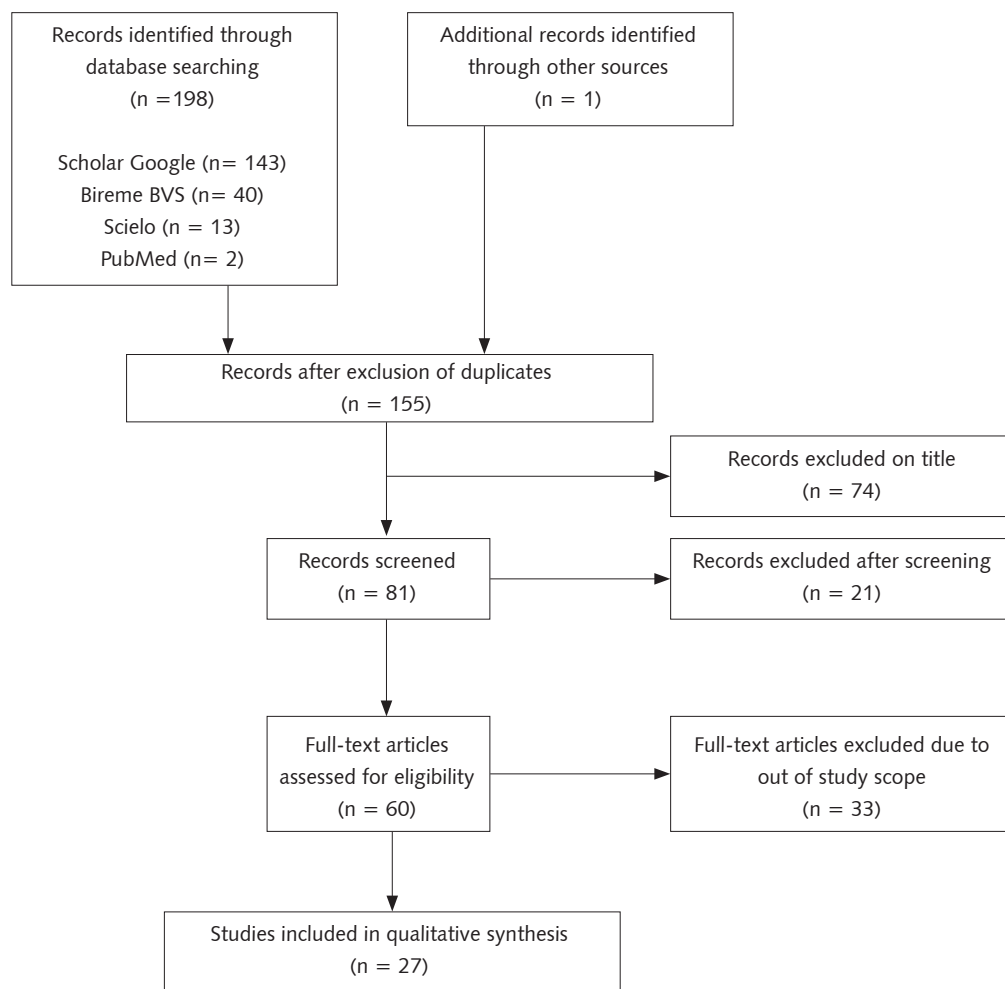 Records identified through
database searching
(n =198)
Scholar Google (n= 143)
Bireme BVS (n= 40)
Scielo (n = 13)
PubMed (n= 2)
Additional records identified
through other sources
(n = 1)
Records after exclusion of duplicates
(n = 155)
Records excluded on title
(n = 74)
Records screened
(n = 81)
Records excluded after screening
(n = 21)
Full-text articles
assessed for eligibility
(n = 60)
Full-text articles excluded due to
out of study scope
(n = 33)
Studies included in qualitative synthesis
(n = 27)